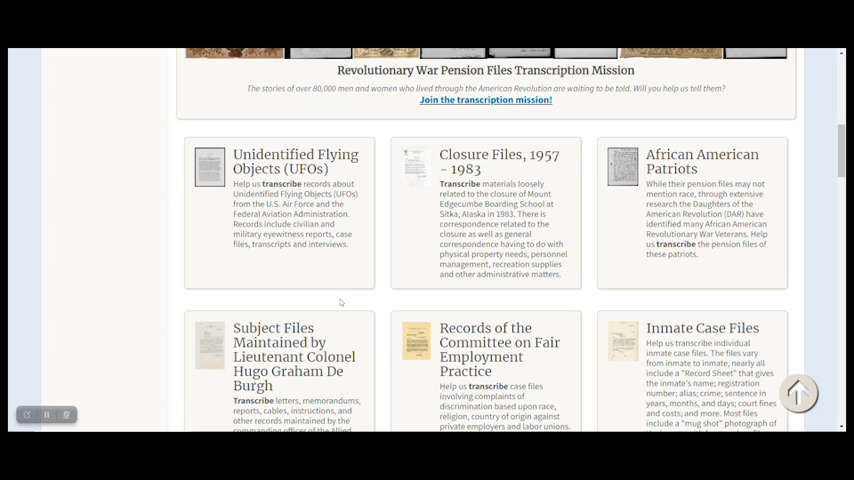 Revolutionary War Pension Files Transcription Mission
The stories of over 80,000 men and women who lived through the American Revolution are waiting to be told. Will you help us tell them?
Join the transcription mission!
Unidentified Flying
Objects (UFOs)
Help us transcribe records about
Unidentified Flying Objects (UFOs)
from the U.S. Air Force and the
Federal Aviation Administration.
Records include civilian and
military eyewitness reports, case
files, transcripts and interviews.
Closure Files, 1957
- 1983
Transcribe materials loosely
related to the closure of Mount
Edgecumbe Boarding School at
Sitka, Alaska in 1983. There is
correspondence related to the
closure as well as general
correspondence having to do with
physical property needs, personnel
management, recreation supplies
and other administrative matters.
African American
Patriots
While their pension files may not
mention race, through extensive
research the Daughters of the
American Revolution (DAR) have
identified many African American
Revolutionary War Veterans. Help
us transcribe the pension files of
these patriots.
Subject Files
Maintained by
Lieutenant Colonel
Hugo Graham De
Burgh
Transcribe letters, memorandums,
reports, cables, instructions, and
other records maintained by the
commanding officer of the Allied
Records of the
Committee on Fair
Employment
Practice
Help us transcribe case files
involving complaints of
discrimination based upon race,
religion, country of origin against
private employers and labor unions.
Inmate Case Files
Help us transcribe individual
inmate case files. The files vary
from inmate to inmate, nearly all
include a "Record Sheet" that gives
the inmate's name; registration
number; alias; crime; sentence in
years, months, and days; court fines
and costs; and more. Most files
include a "mug shot" photograph of